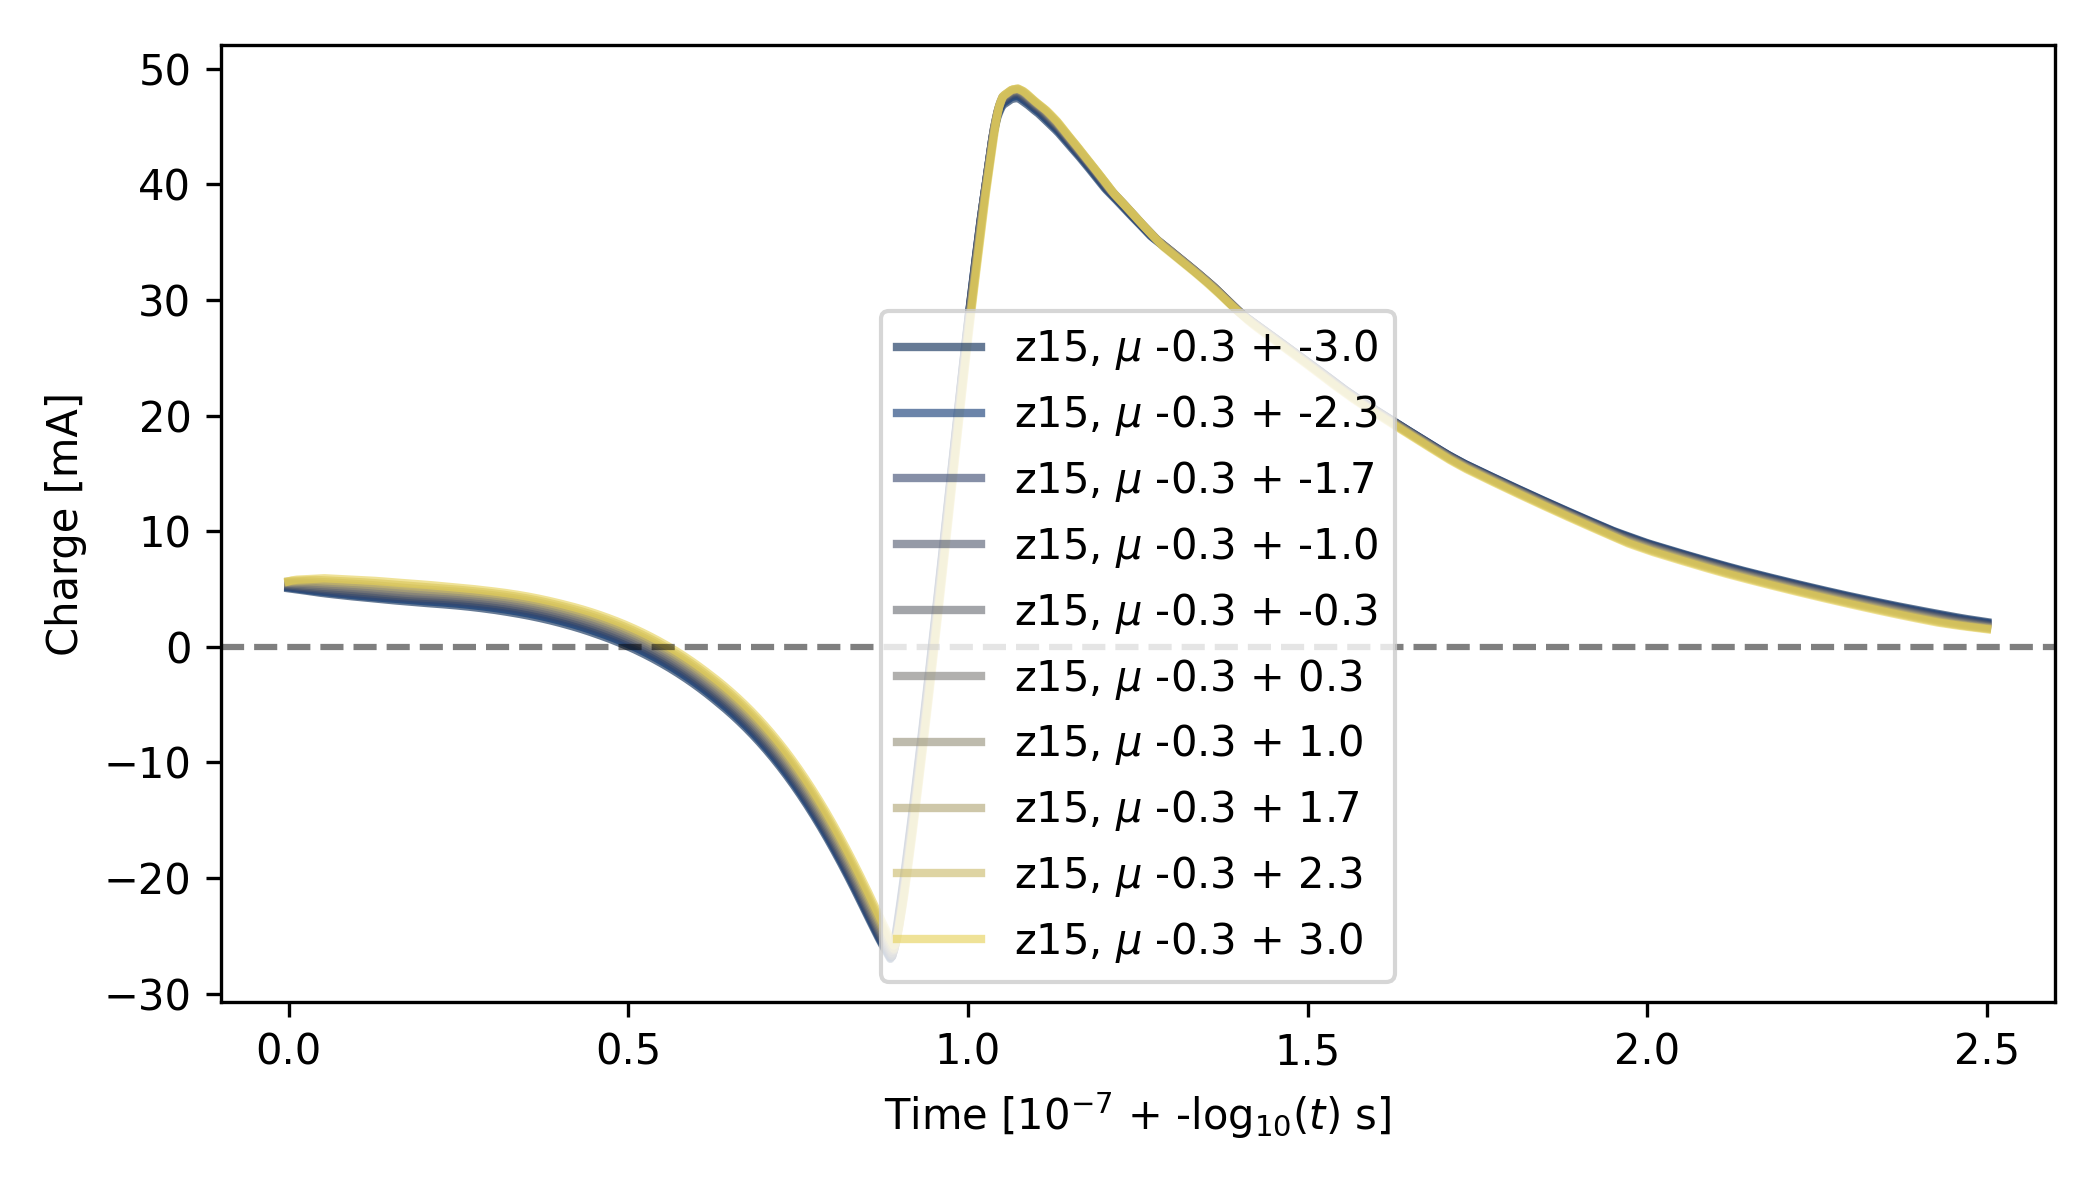 50
40
30
20
10
0
−10
−20
−30
Charge [mA]
z15, μ -0.3 + -3.0
z15, μ -0.3 + -2.3
z15, μ -0.3 + -1.7
z15, μ -0.3 + -1.0
z15, μ -0.3 + -0.3
z15, μ -0.3 + 0.3
z15, μ -0.3 + 1.0
z15, μ -0.3 + 1.7
z15, μ -0.3 + 2.3
z15, μ -0.3 + 3.0
0.0 0.5 1.0 1.5 2.0 2.5
Time [10⁻⁷ + -log₁₀(t) s]